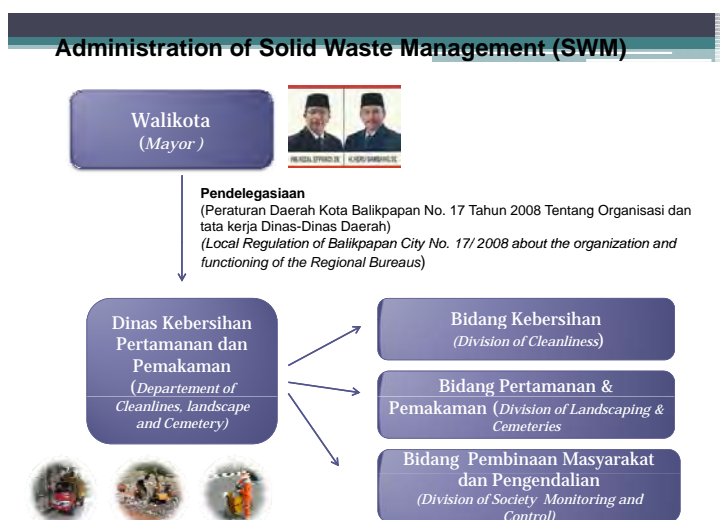 Administration of Solid Waste Management (SWM)
Walikota
(Mayor )
Pendelegasiaan
(Peraturan Daerah Kota Balikpapan No. 17 Tahun 2008 Tentang Organisasi dan
tata kerja Dinas-Dinas Daerah)
(Local Regulation of Balikpapan City No. 17/ 2008 about the organization and
functioning of the Regional Bureaus)
Dinas Kebersihan
Pertamanan dan
Pemakaman
(Departement of
Cleanlines, landscape
and Cemetery)
Bidang Kebersihan
(Division of Cleanliness)
Bidang Pertamanan &
Pemakaman (Division of Landscaping &
Cemeteries
Bidang Pembinaan Masyarakat
dan Pengendalian
(Division of Society Monitoring and
Control)